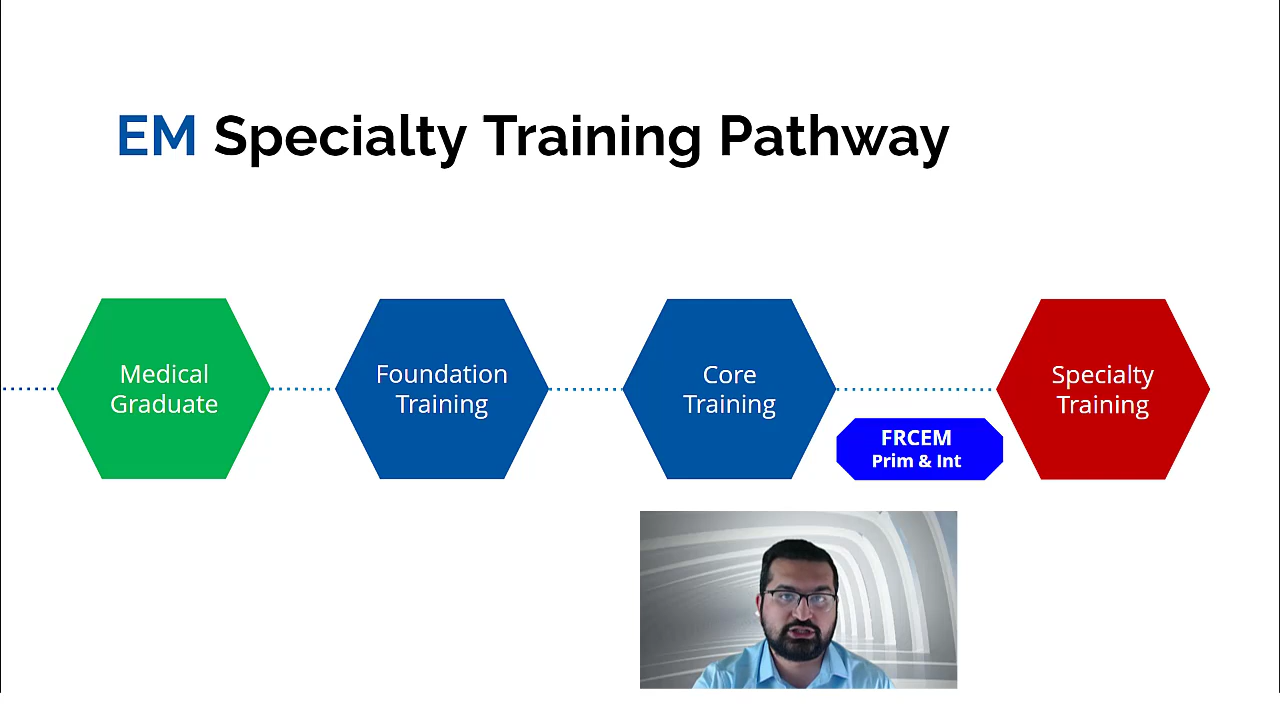 EM Specialty Training Pathway
Medical
Graduate
Foundation
Training
Core
Training
FRCEM
Prim & Int
Specialty
Training